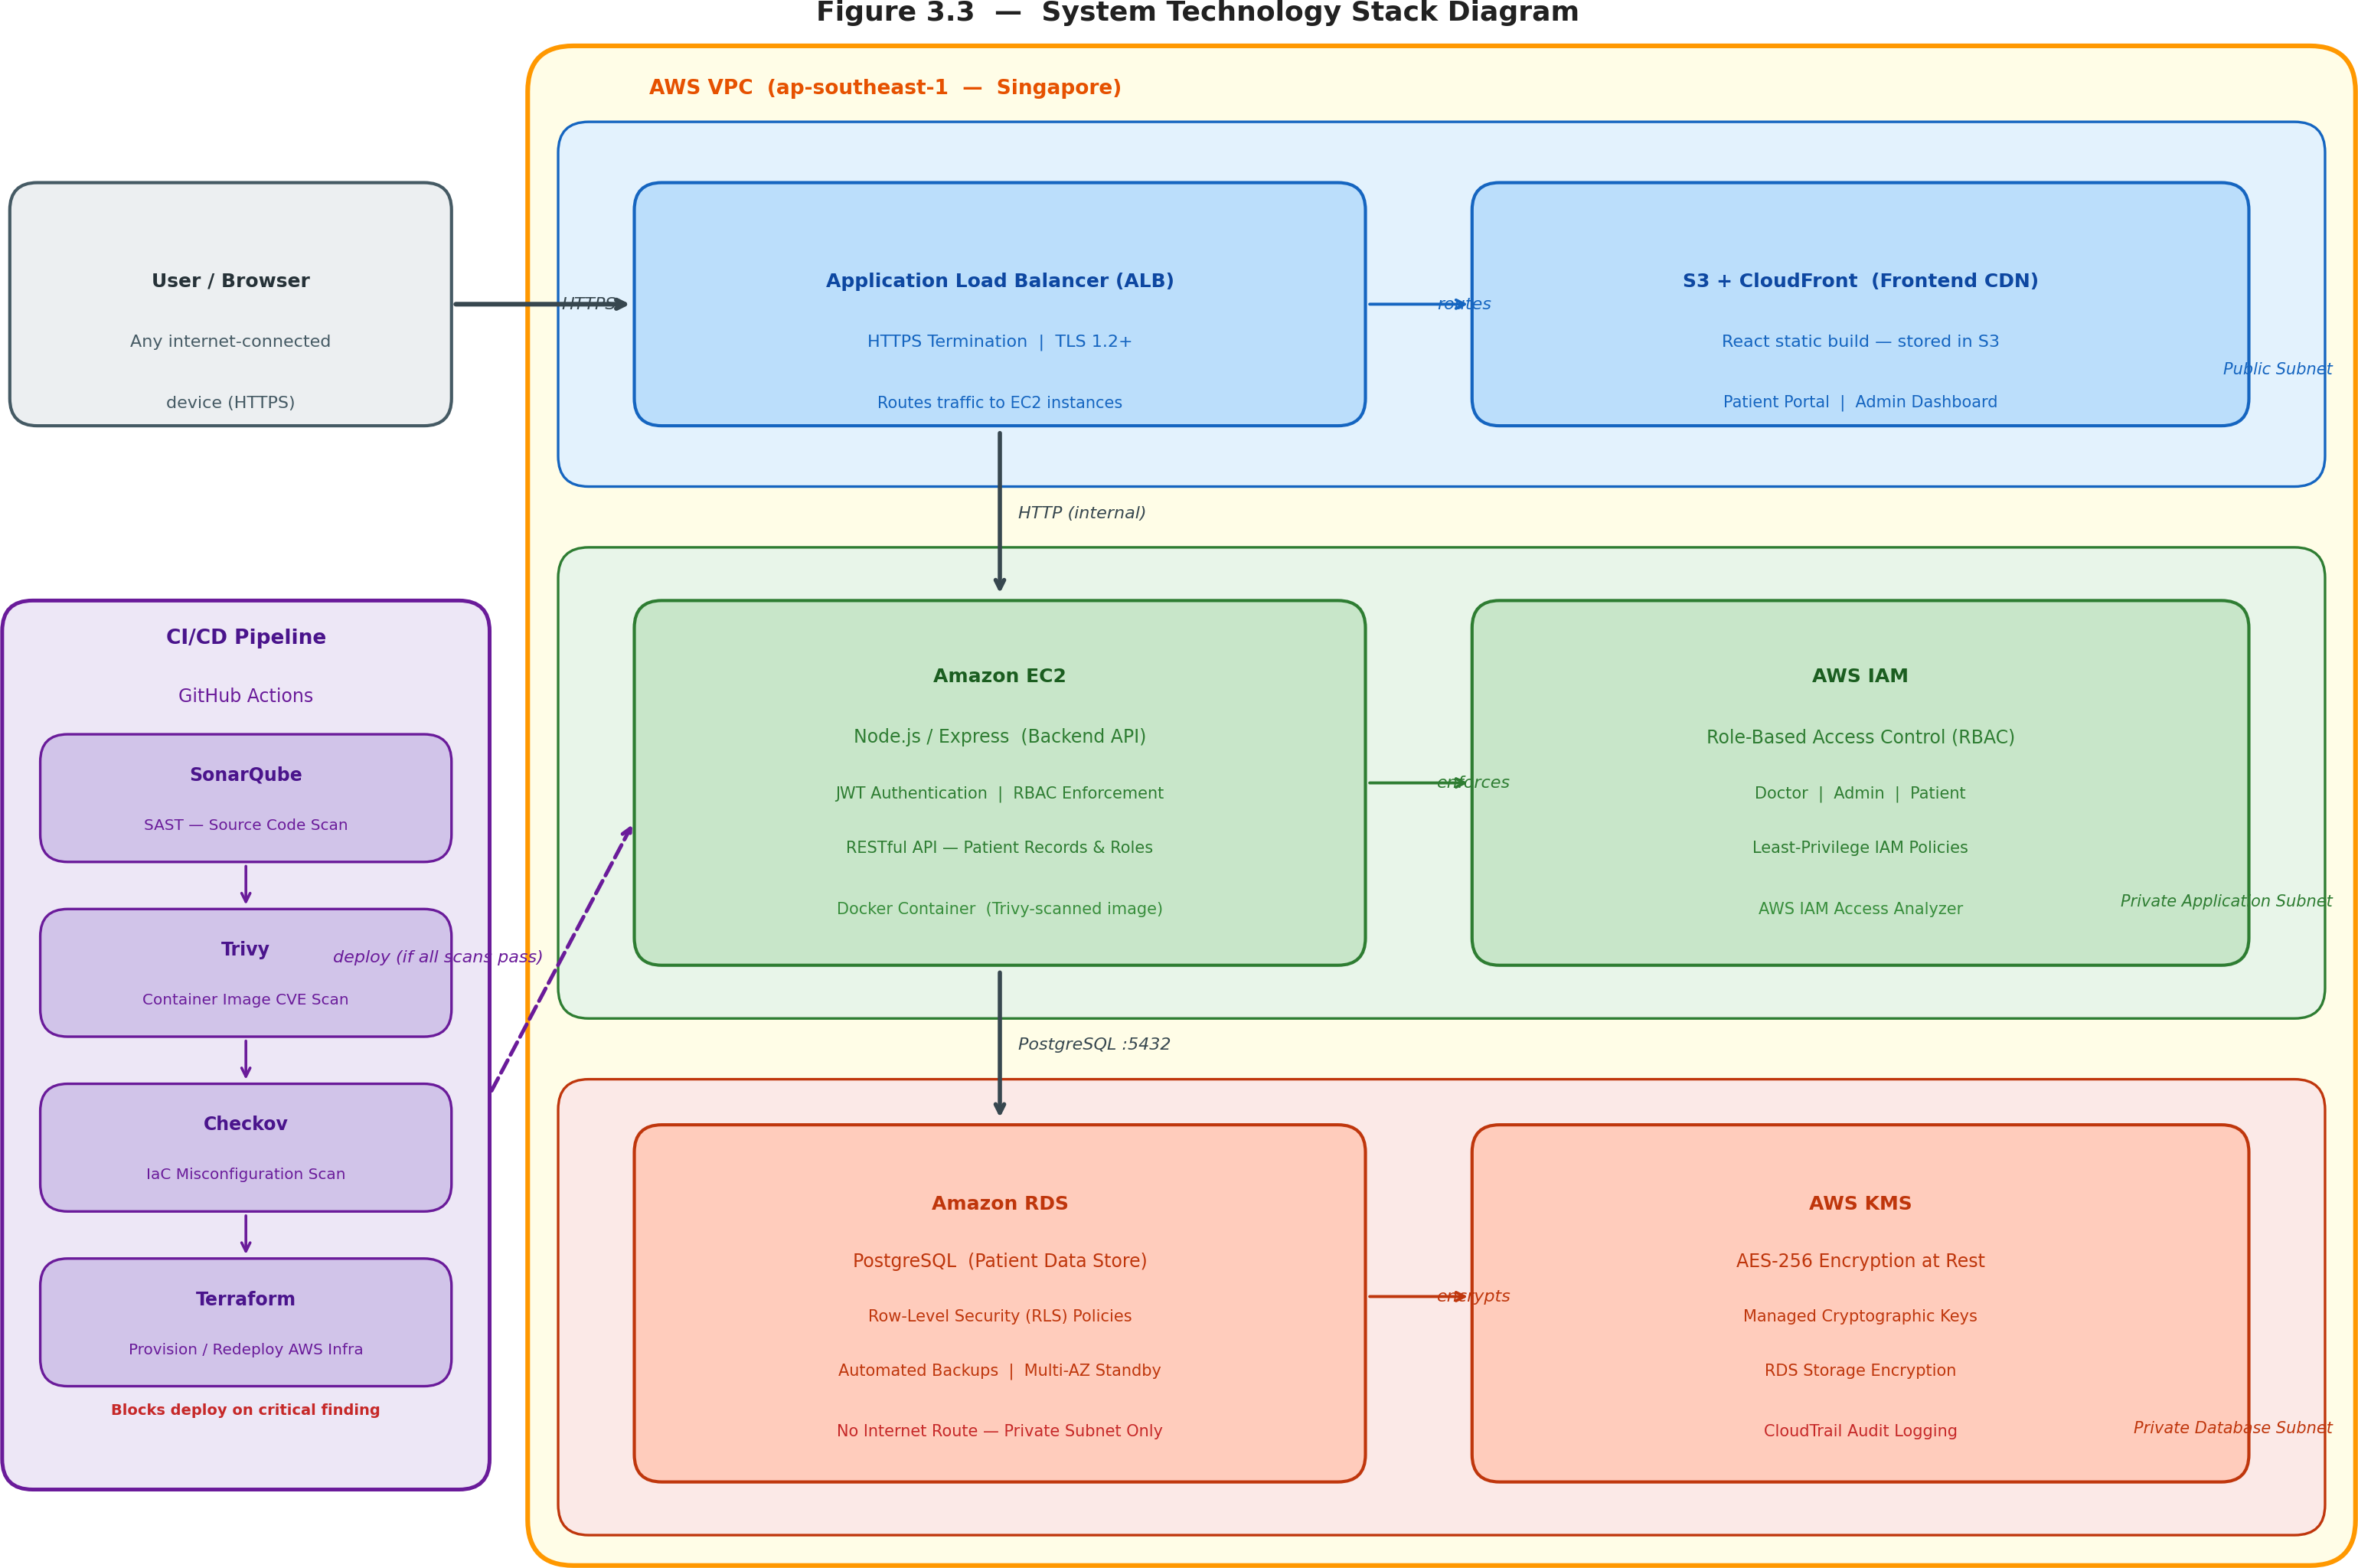 Figure 3.3 — System Technology Stack Diagram
AWS VPC (ap-southeast-1 — Singapore)
User / Browser
Any internet-connected
device (HTTPS)
HTTPS
Application Load Balancer (ALB)
HTTPS Termination | TLS 1.2+
Routes traffic to EC2 instances
routes
S3 + CloudFront (Frontend CDN)
React static build — stored in S3
Patient Portal | Admin Dashboard
Public Subnet
HTTP (internal)
CI/CD Pipeline
GitHub Actions
SonarQube
SAST — Source Code Scan
Trivy
Container Image CVE Scan
Checkov
IaC Misconfiguration Scan
Terraform
Provision / Redeploy AWS Infra
Blocks deploy on critical finding
deploy (if all scans pass)
Amazon EC2
Node.js / Express (Backend API)
JWT Authentication | RBAC Enforcement
RESTful API — Patient Records & Roles
Docker Container (Trivy-scanned image)
enforces
AWS IAM
Role-Based Access Control (RBAC)
Doctor | Admin | Patient
Least-Privilege IAM Policies
AWS IAM Access Analyzer
Private Application Subnet
PostgreSQL :5432
Amazon RDS
PostgreSQL (Patient Data Store)
Row-Level Security (RLS) Policies
Automated Backups | Multi-AZ Standby
No Internet Route — Private Subnet Only
encrypts
AWS KMS
AES-256 Encryption at Rest
Managed Cryptographic Keys
RDS Storage Encryption
CloudTrail Audit Logging
Private Database Subnet